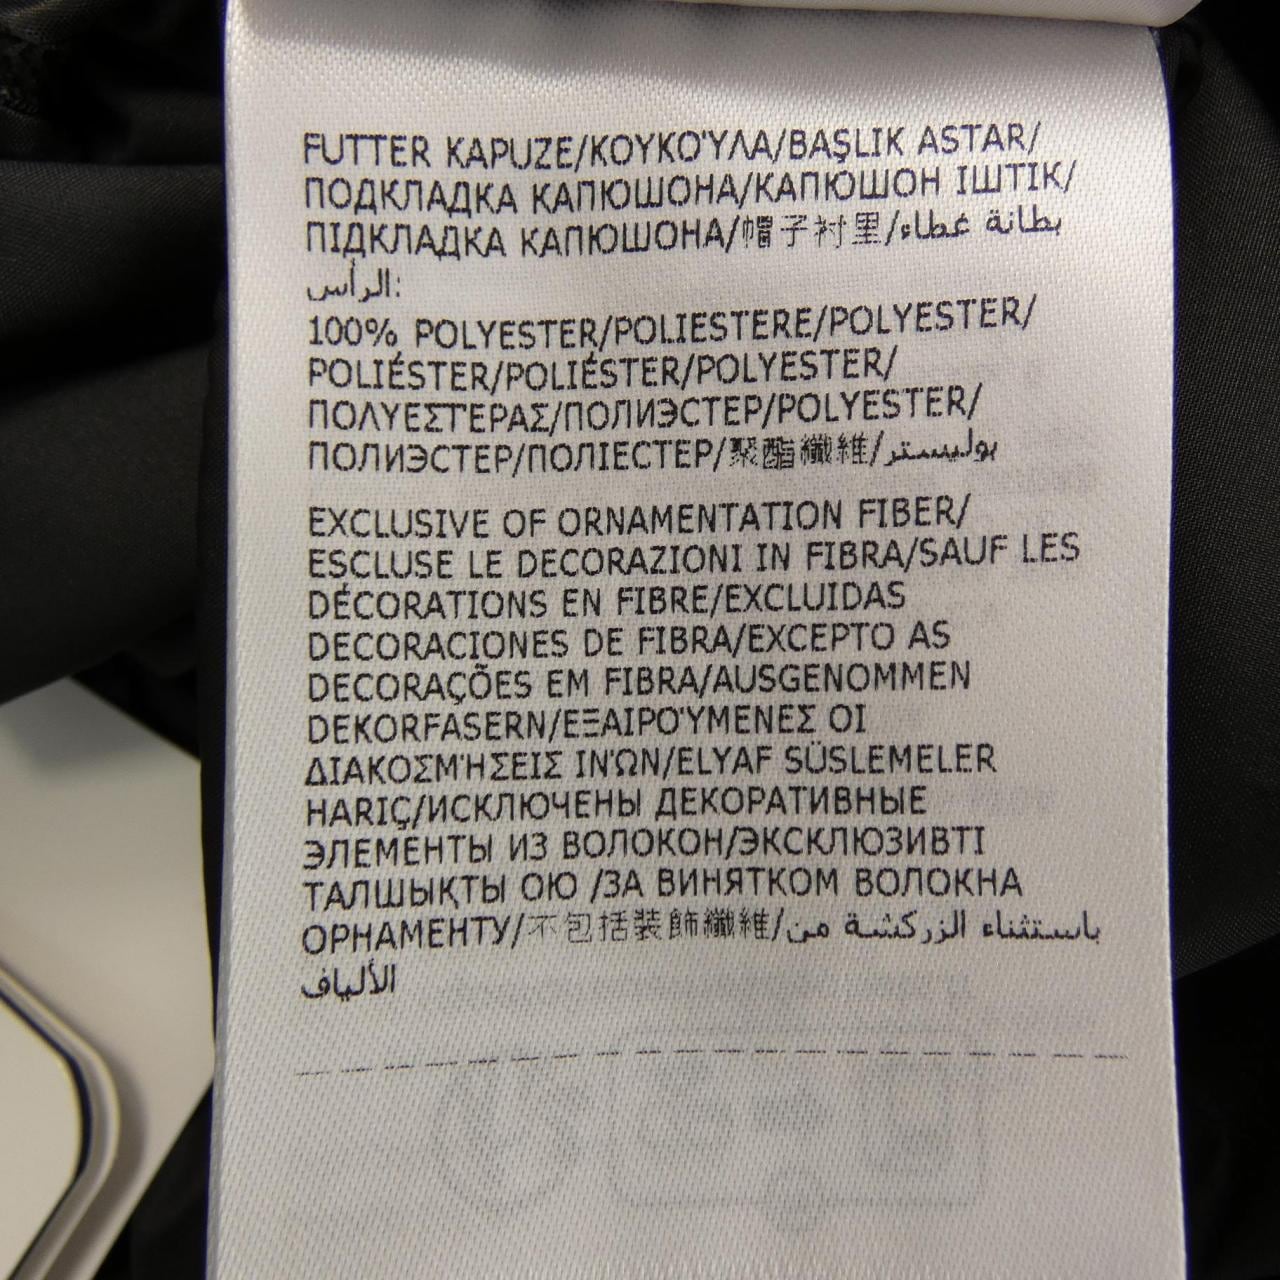 FUTTER KAPUZE/ΚΟΥΚΟΎΛΑ/BAŞLIK ASTAR/
ПОДКЛАДКА КАПЮШОНА/КАПЮШОН ІШТІК/
ПІДКЛАДКА КАПЮШОНА/帽子衬里/بطانة غطاء
الرأس:
100% POLYESTER/POLIESTERE/POLYESTER/
POLIÉSTER/POLIÉSTER/POLYESTER/
ΠΟΛΥΕΣΤΕΡΑΣ/ПОЛИЭСТЕР/POLYESTER/
ПОЛИЭСТЕР/ПОЛІЕСТЕР/聚酯纖維/بوليستر
EXCLUSIVE OF ORNAMENTATION FIBER/
ESCLUSE LE DECORAZIONI IN FIBRA/SAUF LES
DÉCORATIONS EN FIBRE/EXCLUIDAS
DECORACIONES DE FIBRA/EXCEPTO AS
DECORAÇÕES EM FIBRA/AUSGENOMMEN
DEKORFASERN/ΕΞΑΙΡΟΎΜΕΝΕΣ ΟΙ
ΔΙΑΚΟΣΜΉΣΕΙΣ ΙΝΏΝ/ELYAF SÜSLEMELER
HARIÇ/ИСКЛЮЧЕНЫ ДЕКОРАТИВНЫЕ
ЭЛЕМЕНТЫ ИЗ ВОЛОКОН/ЭКСКЛЮЗИВТІ
ТАЛШЫҚТЫ ОЮ /ЗА ВИНЯТКОМ ВОЛОКНА
ОРНАМЕНТУ/不包括装飾纖維/باستثناء الزركشة من
الألياف